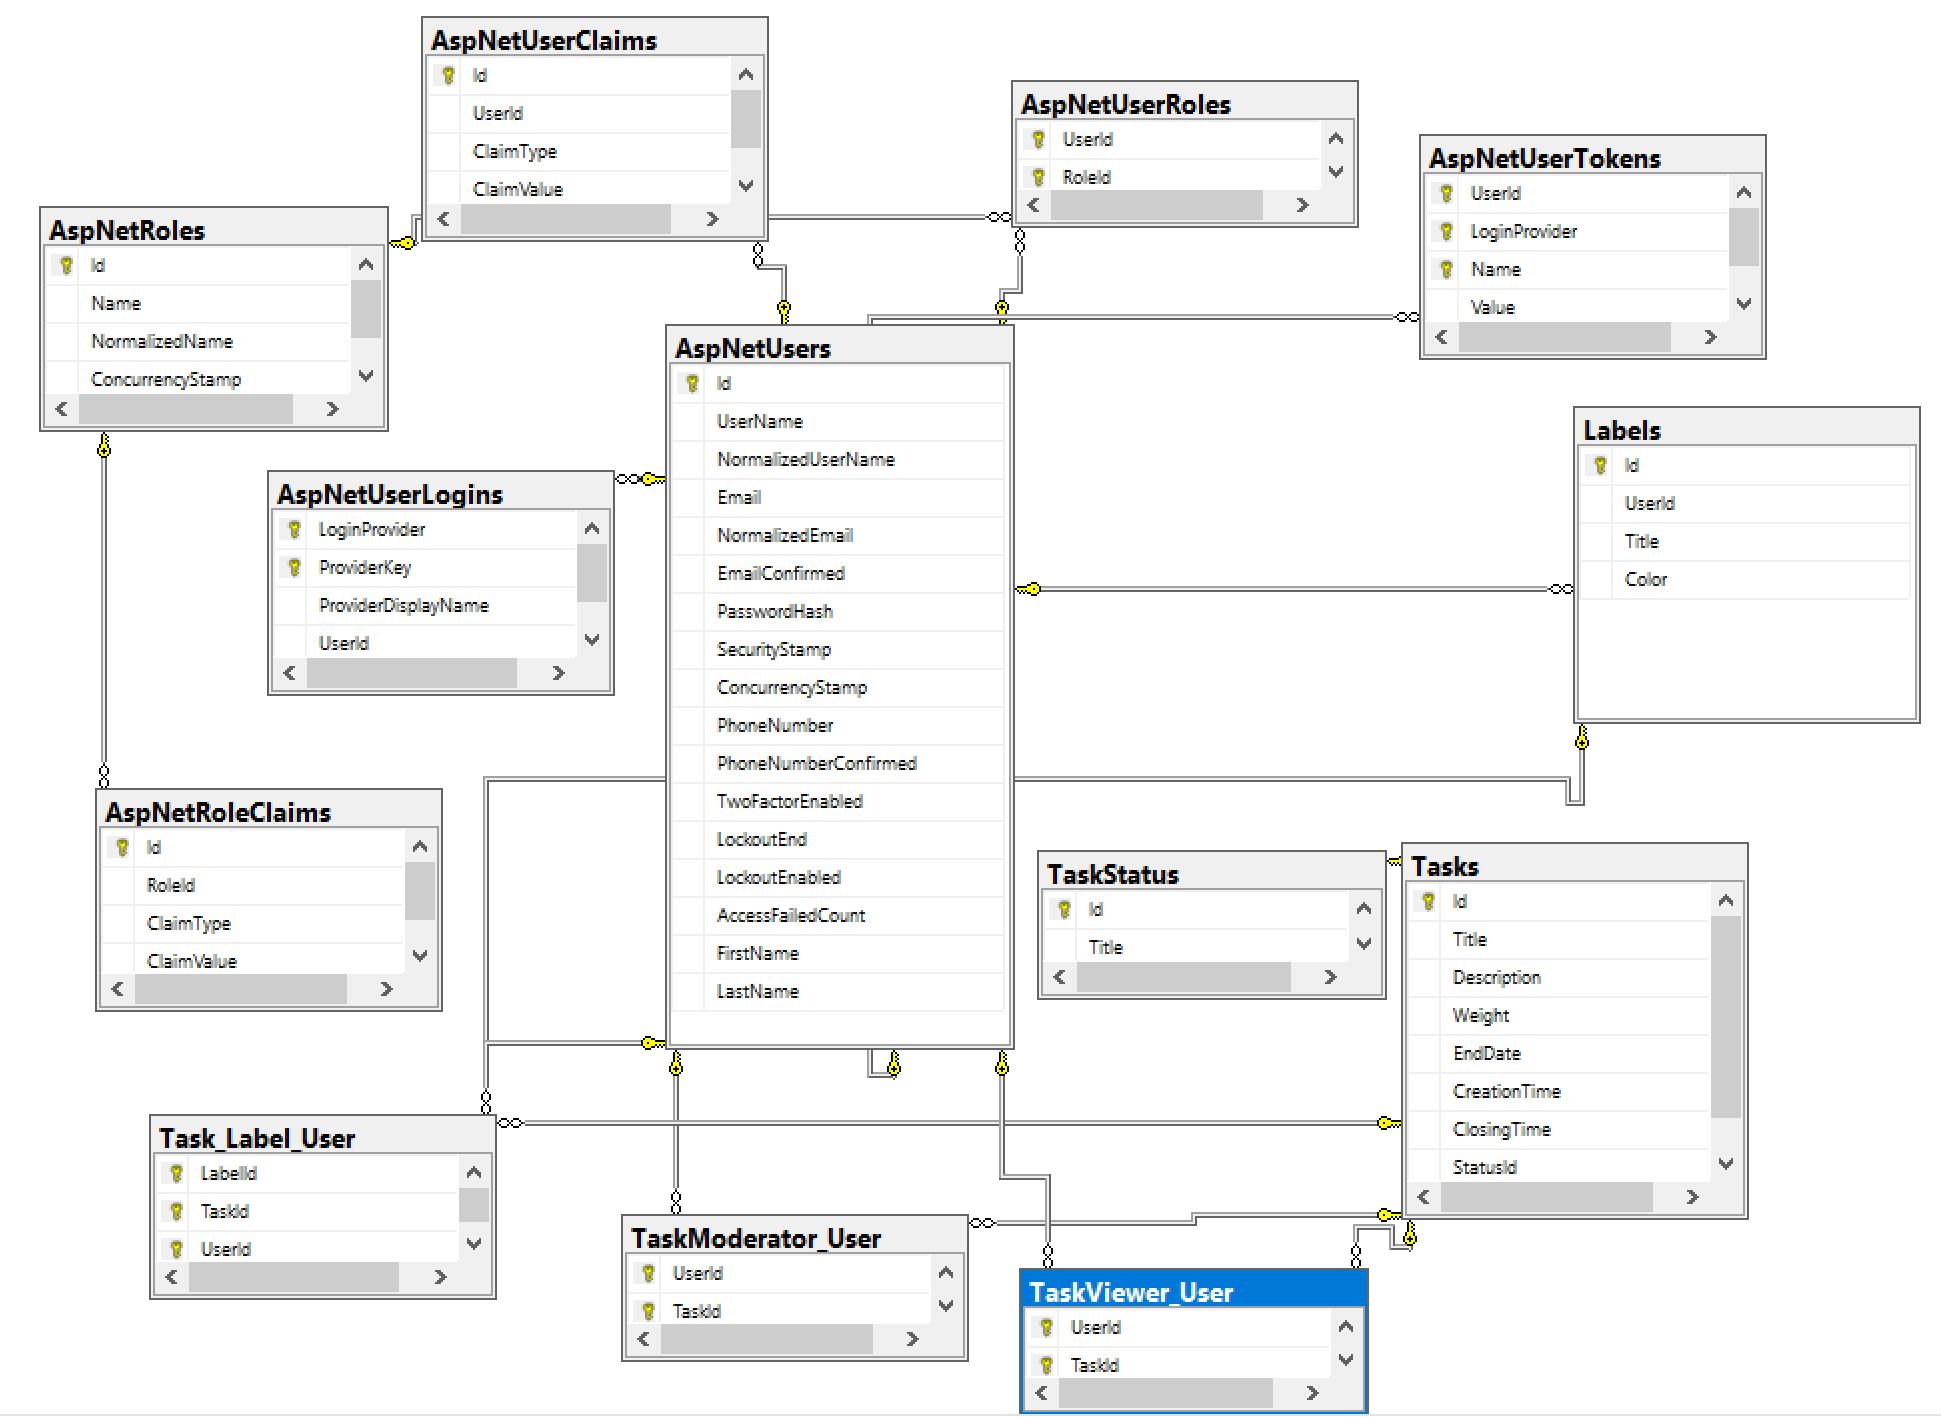 AspNetUserClaims
Id
UserId
ClaimType
ClaimValue
AspNetUserRoles
UserId
RoleId
AspNetUserTokens
UserId
LoginProvider
Name
Value
AspNetRoles
Id
Name
NormalizedName
ConcurrencyStamp
AspNetUsers
Id
UserName
NormalizedUserName
Email
NormalizedEmail
EmailConfirmed
PasswordHash
SecurityStamp
ConcurrencyStamp
PhoneNumber
PhoneNumberConfirmed
TwoFactorEnabled
LockoutEnd
LockoutEnabled
AccessFailedCount
FirstName
LastName
Labels
Id
UserId
Title
Color
AspNetUserLogins
LoginProvider
ProviderKey
ProviderDisplayName
UserId
AspNetRoleClaims
Id
RoleId
ClaimType
ClaimValue
TaskStatus
Id
Title
Tasks
Id
Title
Description
Weight
EndDate
CreationTime
ClosingTime
StatusId
Task_Label_User
LabelId
TaskId
UserId
TaskModerator_User
UserId
TaskId
TaskViewer_User
UserId
TaskId